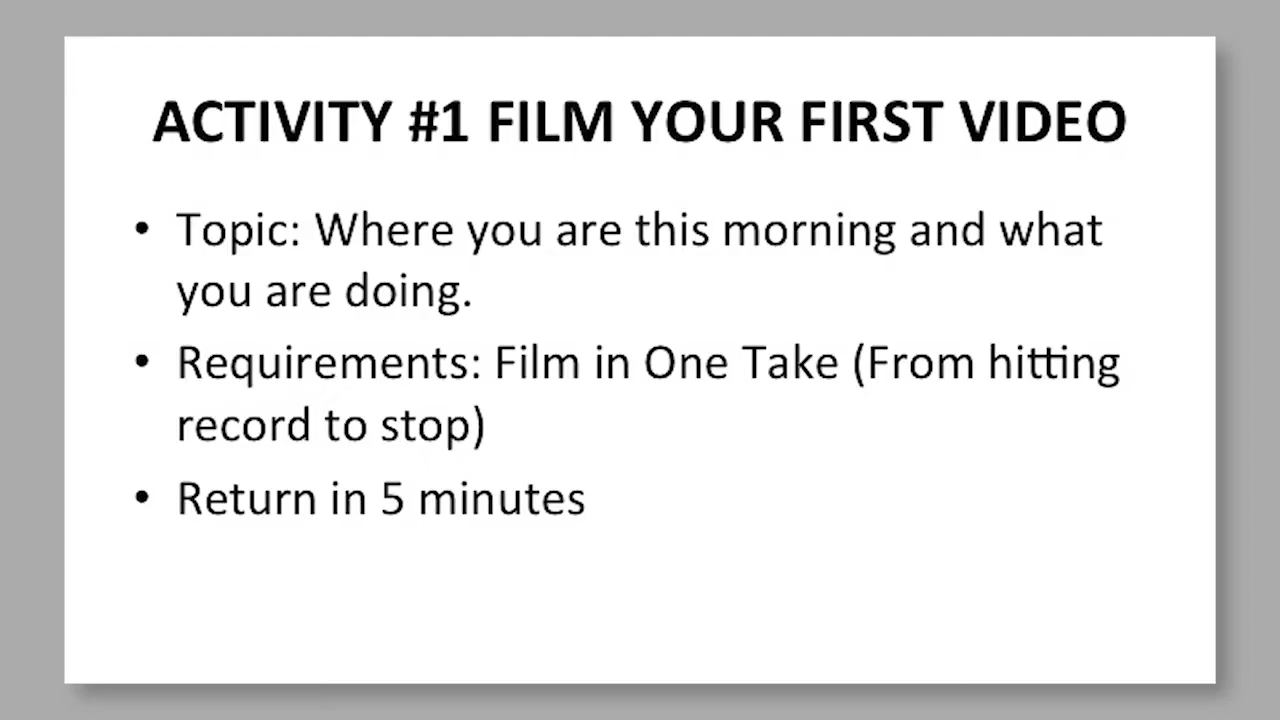 ACTIVITY #1 FILM YOUR FIRST VIDEO
• Topic: Where you are this morning and what
you are doing.
• Requirements: Film in One Take (From hitting
record to stop)
• Return in 5 minutes